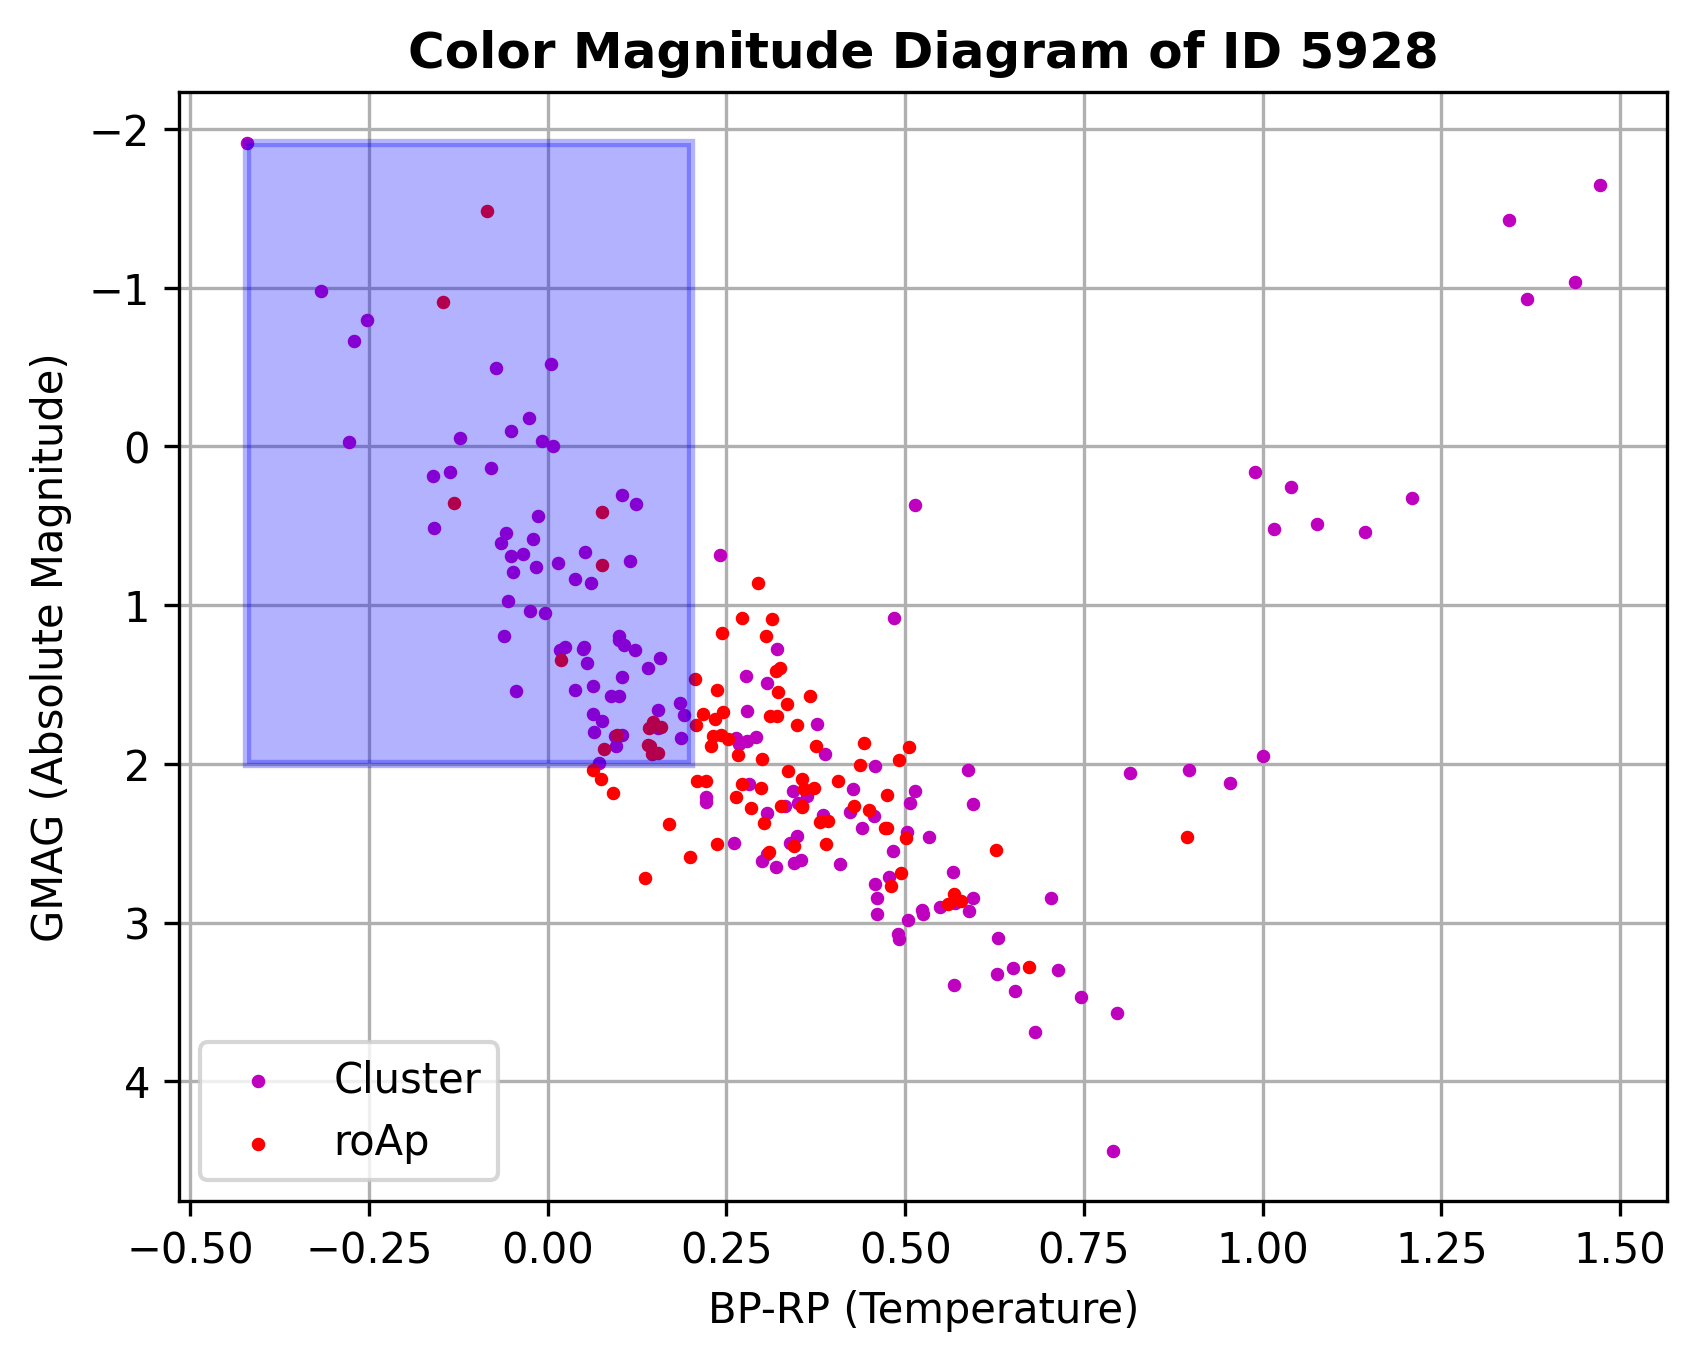 Color Magnitude Diagram of ID 5928
GMAG (Absolute Magnitude)
−2
−1
0
1
2
3
4
Cluster
roAp
−0.50 −0.25 0.00 0.25 0.50 0.75 1.00 1.25 1.50
BP-RP (Temperature)